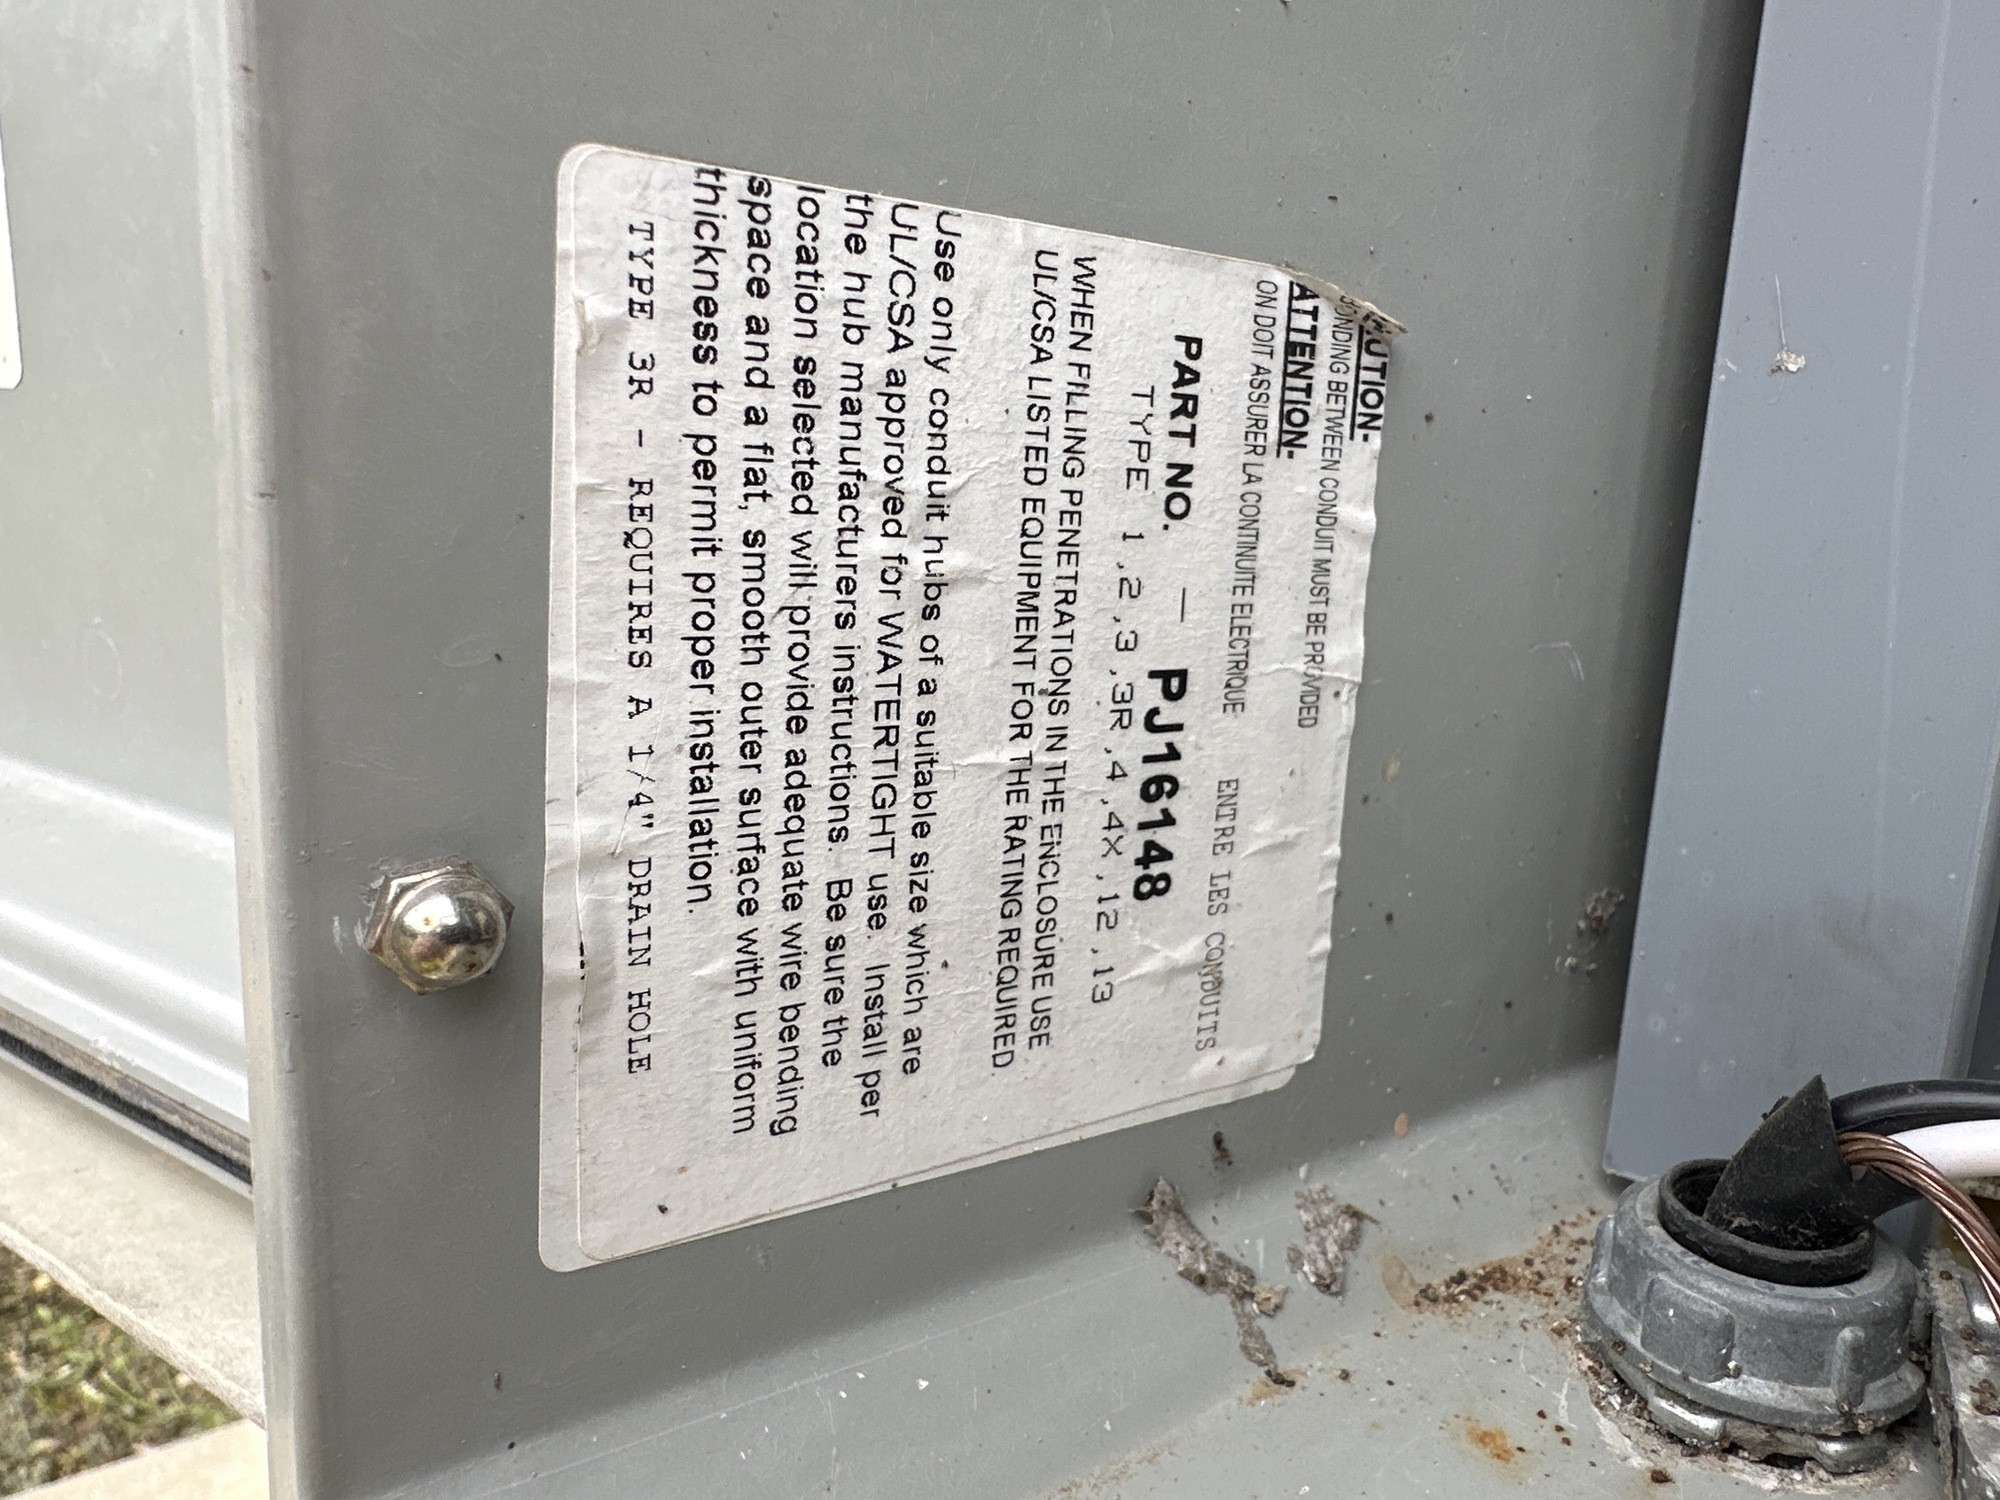 CAUTION-
BONDING BETWEEN CONDUIT MUST BE PROVIDED
ATTENTION-
ON DOIT ASSURER LA CONTINUITE ELECTRIQUE ENTRE LES CONDUITS
PART NO. — PJ16148
TYPE 1,2,3,3R,4,4X,12,13
WHEN FILLING PENETRATIONS IN THE ENCLOSURE USE
UL/CSA LISTED EQUIPMENT FOR THE RATING REQUIRED.
Use only conduit hubs of a suitable size which are
UL/CSA approved for WATERTIGHT use. Install per
the hub manufacturers instructions. Be sure the
location selected will provide adequate wire bending
space and a flat, smooth outer surface with uniform
thickness to permit proper installation.
TYPE 3R - REQUIRES A 1/4" DRAIN HOLE